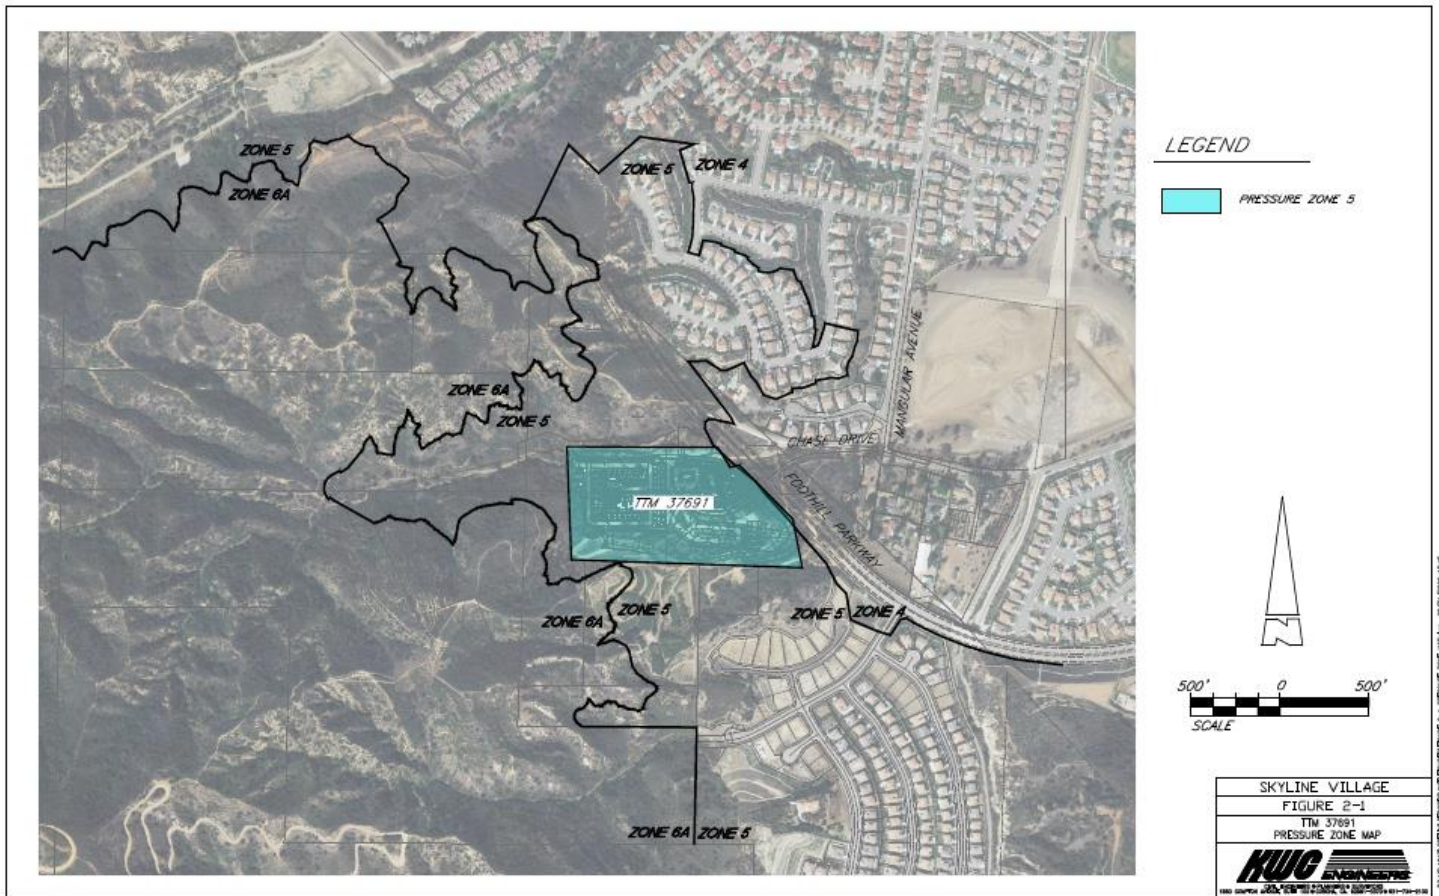 ZONE 5
ZONE 6A
ZONE 5
ZONE 4
ZONE 6A
ZONE 5
MANGULAR AVENUE
CHASE DRIVE
FOOTHILL PARKWAY
TTM 37691
ZONE 6A
ZONE 5
ZONE 5
ZONE 4
ZONE 6A
ZONE 5
LEGEND
PRESSURE ZONE 5
N
500' 0 500'
SCALE
SKYLINE VILLAGE
FIGURE 2-1
TTM 37691
PRESSURE ZONE MAP
KWC ENGINEERS